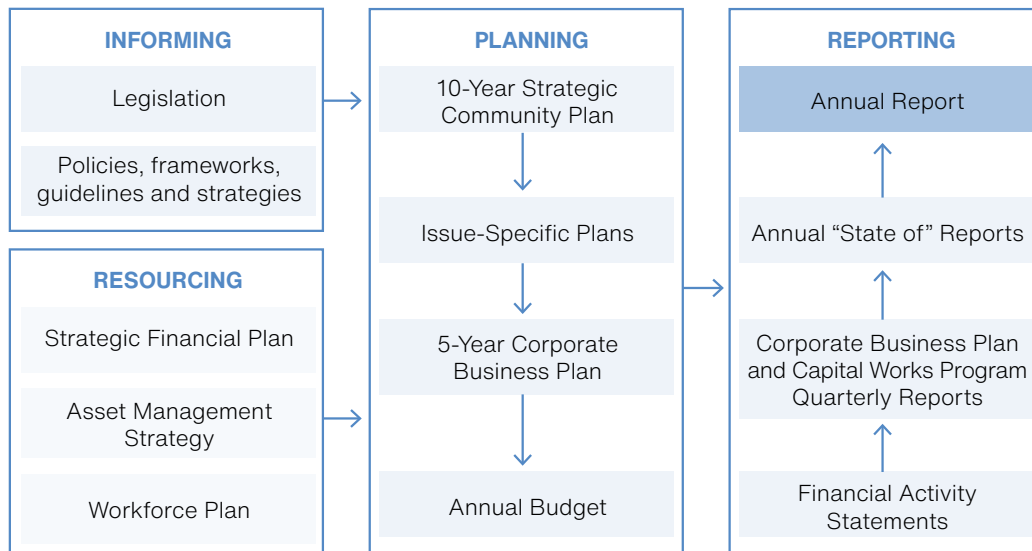 INFORMING
Legislation
Policies, frameworks,
guidelines and strategies
RESOURCING
Strategic Financial Plan
Asset Management
Strategy
Workforce Plan
PLANNING
10-Year Strategic
Community Plan
Issue-Specific Plans
5-Year Corporate
Business Plan
Annual Budget
REPORTING
Annual Report
Annual “State of” Reports
Corporate Business Plan
and Capital Works Program
Quarterly Reports
Financial Activity
Statements